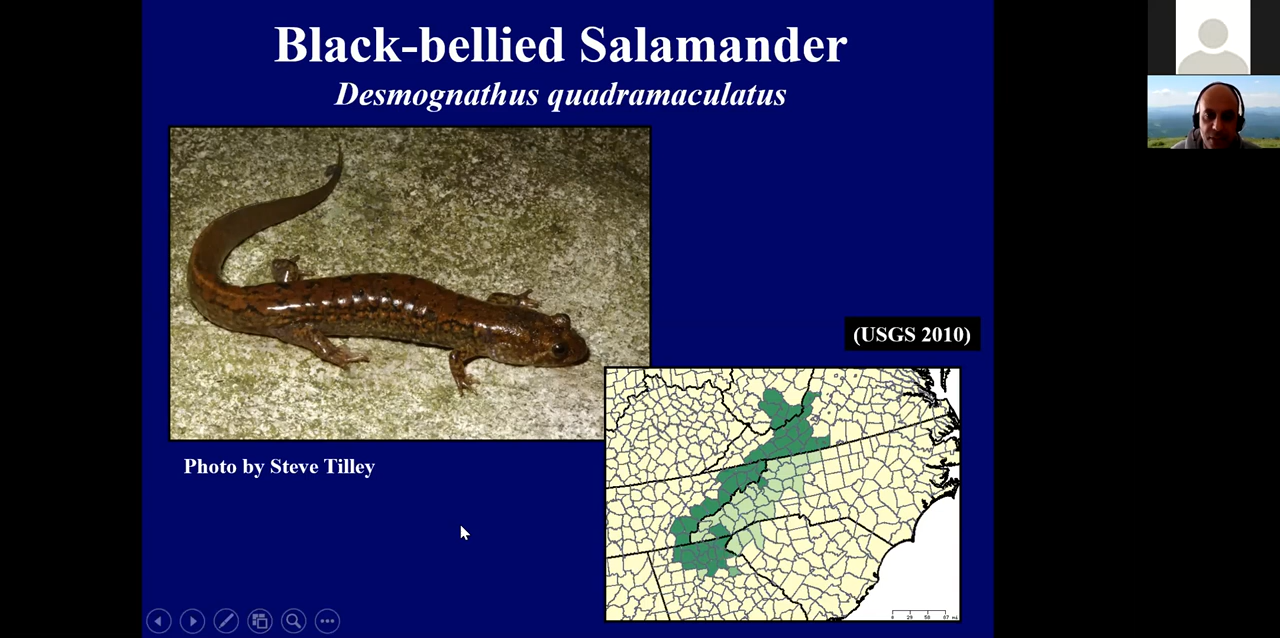 Black-bellied Salamander
Desmognathus quadramaculatus
(USGS 2010)
Photo by Steve Tilley